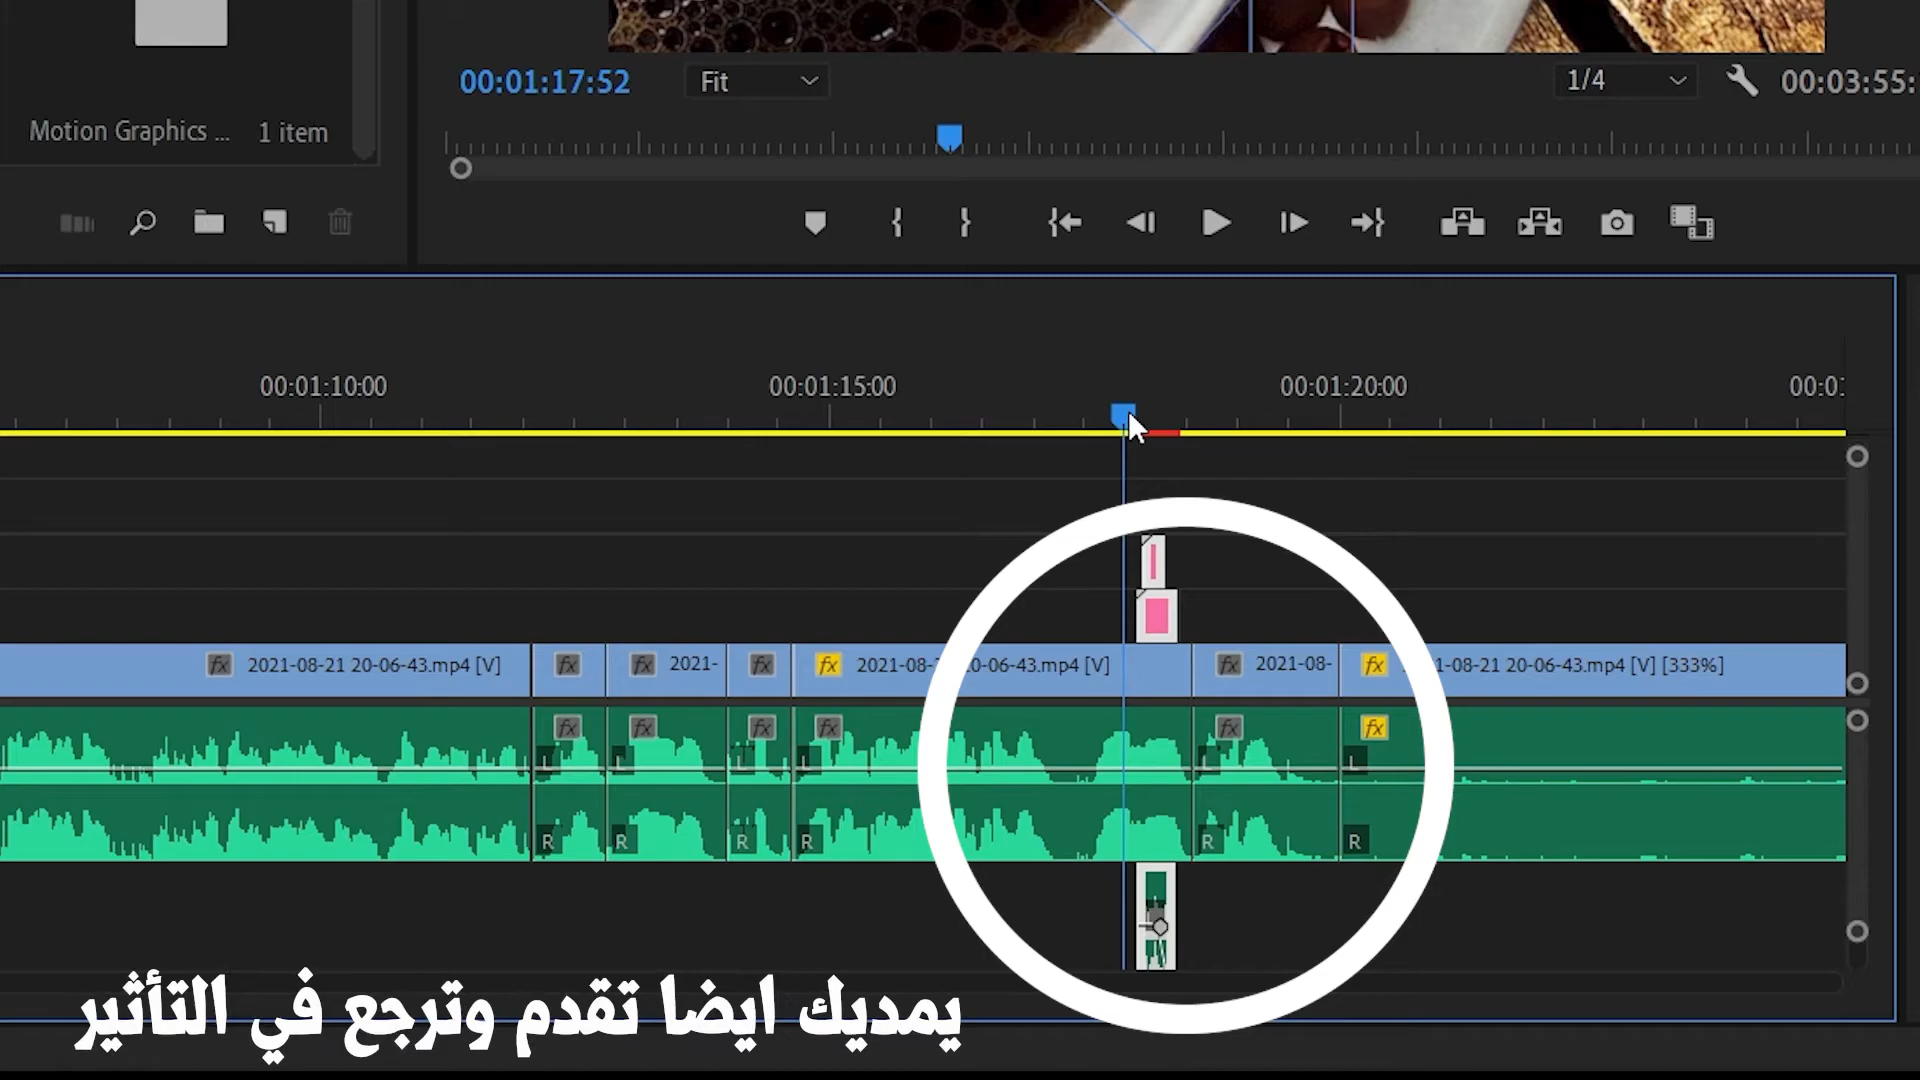 00:01:17:52
Fit
1/4
00:03:55:
Motion Graphics ...
1 item
00:01:10:00
00:01:15:00
00:01:20:00
00:0
fx 2021-08-21 20-06-43.mp4 [V]
fx
fx 2021-
fx
fx 2021-08- 20-06-43.mp4 [V]
fx 2021-08-
fx 1-08-21 20-06-43.mp4 [V] [333%]
fx
fx
fx
fx
fx
fx
L
L
L
L
L
L
R
R
R
R
R
R
يمديك ايضا تقدم وترجع في التأثير